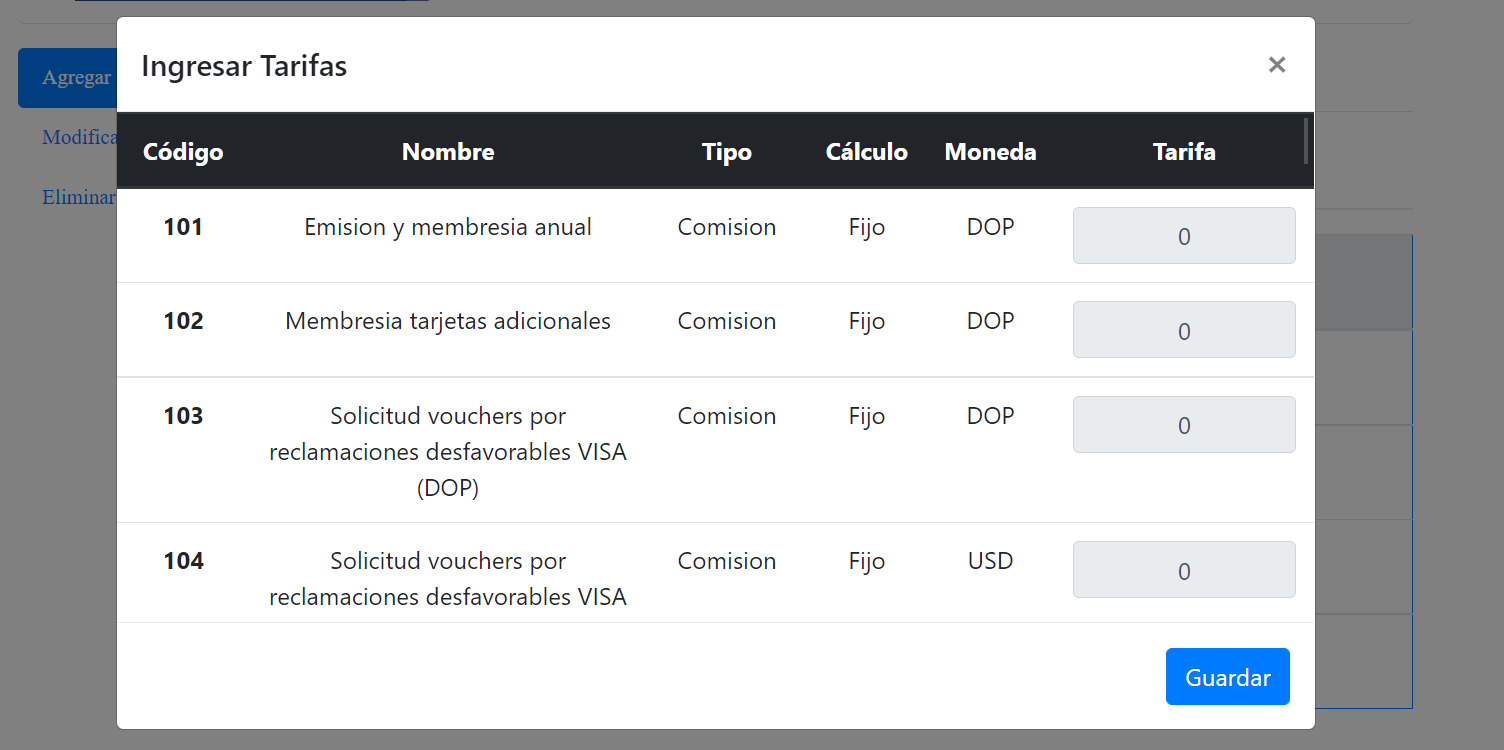 Ingresar Tarifas ×
Agregar
Modifica
Eliminar
Código Nombre Tipo Cálculo Moneda Tarifa
101 Emision y membresia anual Comision Fijo DOP 0
102 Membresia tarjetas adicionales Comision Fijo DOP 0
103 Solicitud vouchers por Comision Fijo DOP 0
reclamaciones desfavorables VISA
(DOP)
104 Solicitud vouchers por Comision Fijo USD 0
reclamaciones desfavorables VISA
Guardar